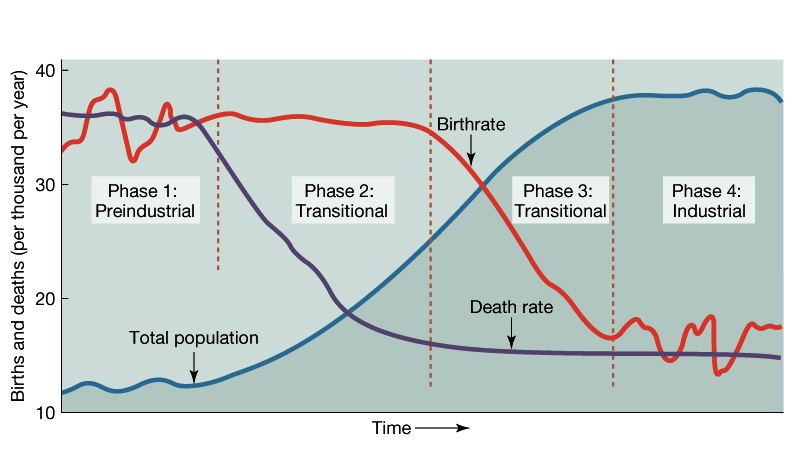 Births and deaths (per thousand per year)
40
30
20
10
Phase 1:
Preindustrial
Phase 2:
Transitional
Birthrate
Phase 3:
Transitional
Phase 4:
Industrial
Total population
Death rate
Time